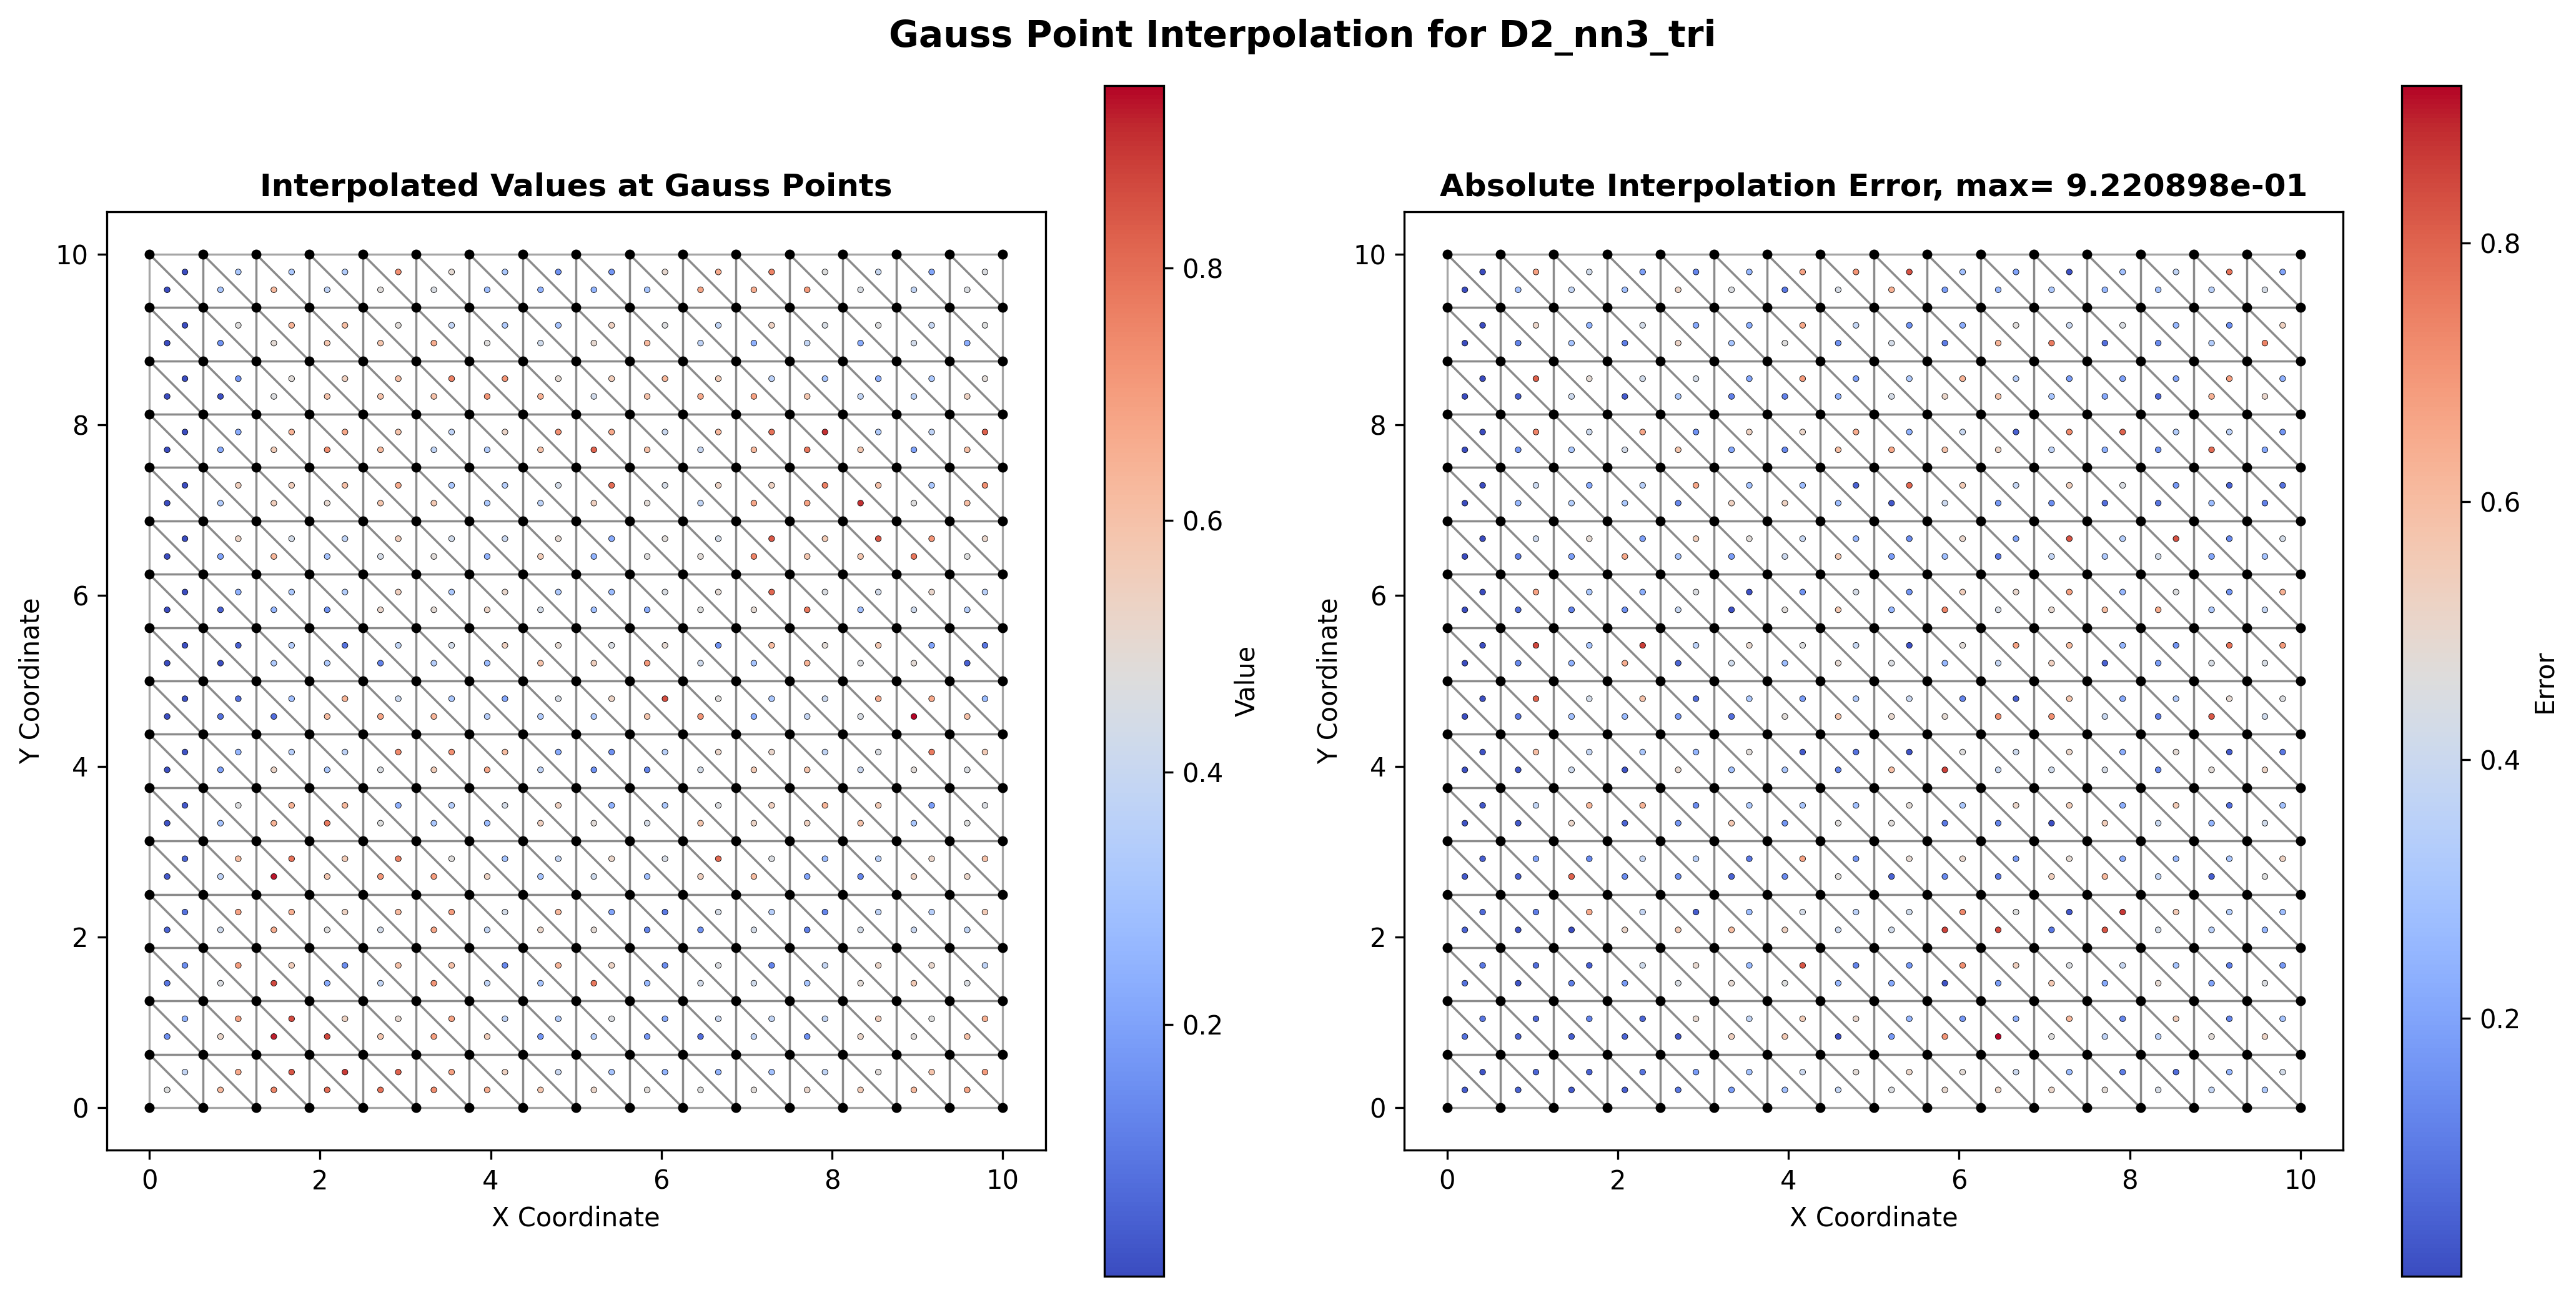 Gauss Point Interpolation for D2_nn3_tri
Interpolated Values at Gauss Points
10
8
6
4
2
0
0 2 4 6 8 10
X Coordinate
Y Coordinate
0.8
0.6
0.4
0.2
Value
Absolute Interpolation Error, max= 9.220898e-01
10
8
6
4
2
0
0 2 4 6 8 10
X Coordinate
Y Coordinate
0.8
0.6
0.4
0.2
Error